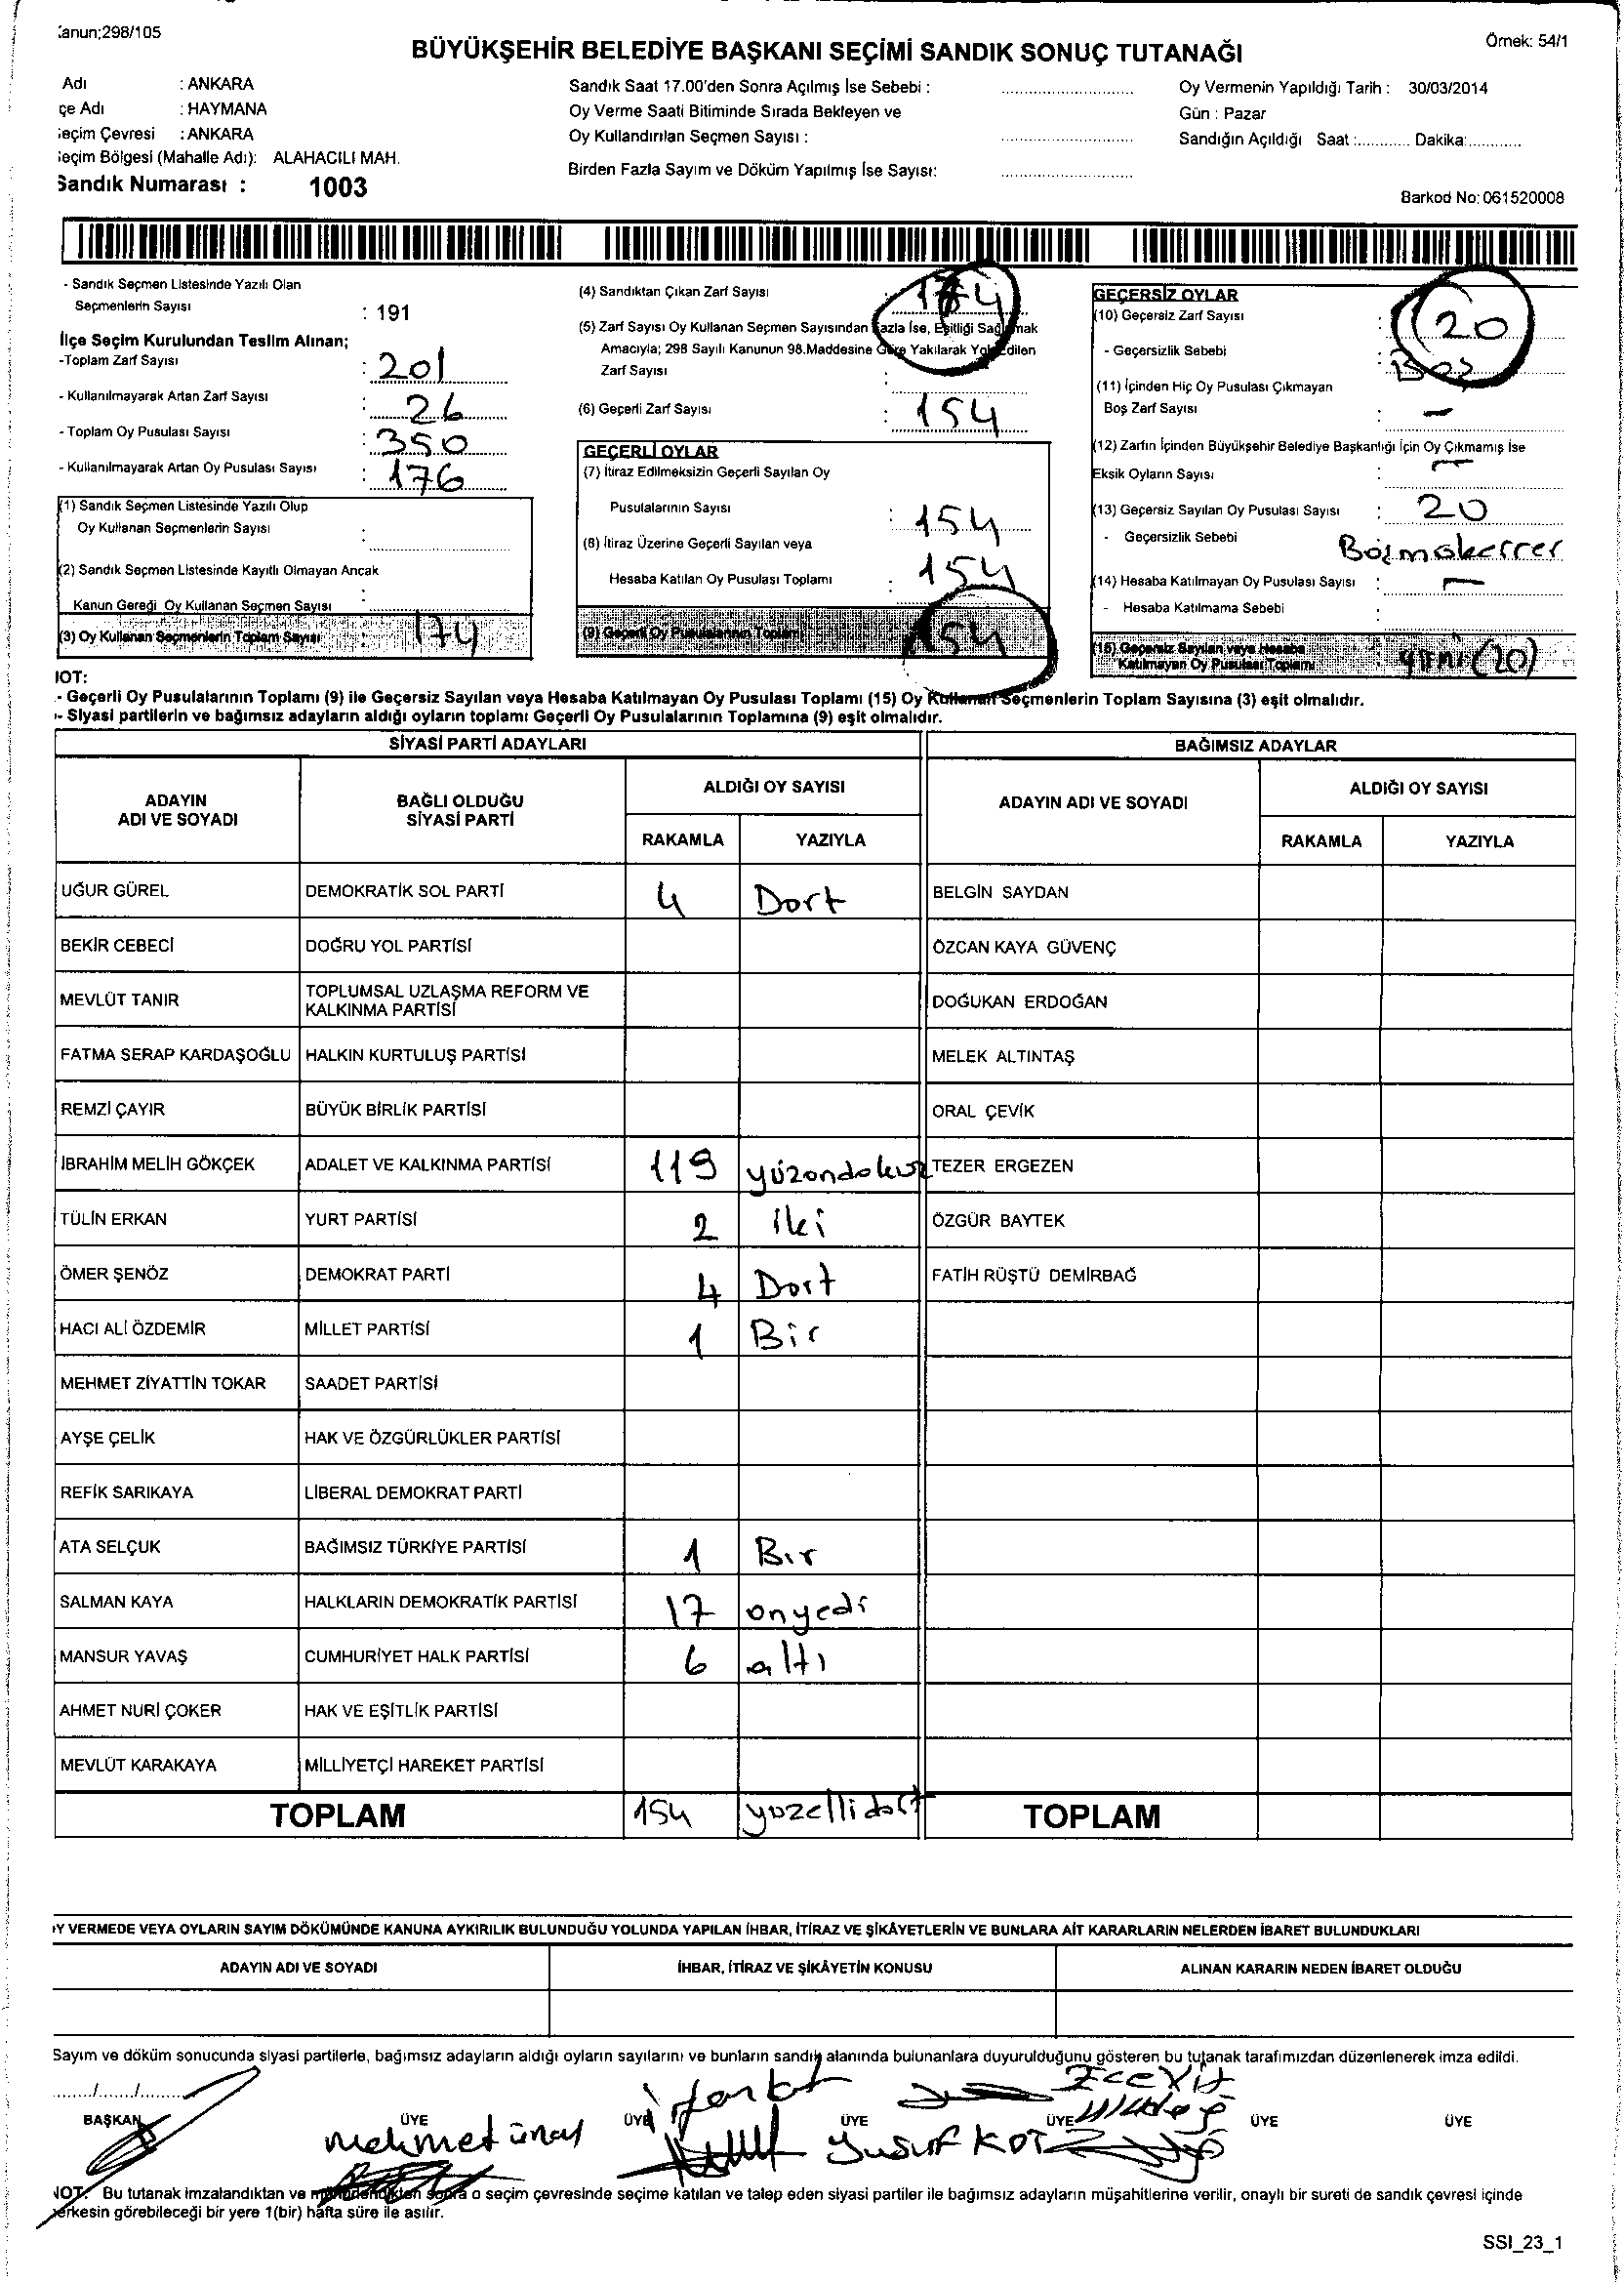 Kanun;298/105
Örnek: 54/1
BÜYÜKŞEHİR BELEDİYE BAŞKANI SEÇİMİ SANDIK SONUÇ TUTANAĞI
Adı : ANKARA
çe Adı : HAYMANA
eçim Çevresi : ANKARA
eçim Bölgesi (Mahalle Adı): ALAHACILI MAH.
Sandık Numarası : 1003
Sandık Saat 17.00'den Sonra Açılmış İse Sebebi :
Oy Verme Saati Bitiminde Sırada Bekleyen ve
Oy Kullandırılan Seçmen Sayısı :
Birden Fazla Sayım ve Döküm Yapılmış İse Sayısı:
Oy Vermenin Yapıldığı Tarih : 30/03/2014
Gün : Pazar
Sandığın Açıldığı Saat :............ Dakika:............
Barkod No: 061520008
- Sandık Seçmen Listesinde Yazılı Olan
Seçmenlerin Sayısı : 191
İlçe Seçim Kurulundan Teslim Alınan;
-Toplam Zarf Sayısı : 201
- Kullanılmayarak Artan Zarf Sayısı : 26
- Toplam Oy Pusulası Sayısı : 350
- Kullanılmayarak Artan Oy Pusulası Sayısı : 176
(1) Sandık Seçmen Listesinde Yazılı Olup
Oy Kullanan Seçmenlerin Sayısı :
(2) Sandık Seçmen Listesinde Kayıtlı Olmayan Ancak
Kanun Gereği Oy Kullanan Seçmen Sayısı :
(3) Oy Kullanan Seçmenlerin Toplam Sayısı : 174
(4) Sandıktan Çıkan Zarf Sayısı 174
(5) Zarf Sayısı Oy Kullanan Seçmen Sayısından Fazla İse, Eşitliği Sağlamak
Amacıyla; 298 Sayılı Kanunun 98.Maddesine Göre Yakılarak Yok Edilen
Zarf Sayısı :
(6) Geçerli Zarf Sayısı : 154
GEÇERLİ OYLAR
(7) İtiraz Edilmeksizin Geçerli Sayılan Oy
Pusulalarının Sayısı : 154
(8) İtiraz Üzerine Geçerli Sayılan veya
Hesaba Katılan Oy Pusulası Toplamı : 154
(9) Geçerli Oy Pusulalarının Toplamı 154
GEÇERSİZ OYLAR
(10) Geçersiz Zarf Sayısı : 20
- Geçersizlik Sebebi : Boş
(11) İçinden Hiç Oy Pusulası Çıkmayan
Boş Zarf Sayısı : -
(12) Zarfın İçinden Büyükşehir Belediye Başkanlığı İçin Oy Çıkmamış İse
Eksik Oyların Sayısı : -
(13) Geçersiz Sayılan Oy Pusulası Sayısı : 20
- Geçersizlik Sebebi
(14) Hesaba Katılmayan Oy Pusulası Sayısı : -
- Hesaba Katılmama Sebebi :
(15) Geçersiz Sayılan veya Hesaba
Katılmayan Oy Pusulası Toplamı yirmi (20)
NOT:
- Geçerli Oy Pusulalarının Toplamı (9) ile Geçersiz Sayılan veya Hesaba Katılmayan Oy Pusulası Toplamı (15) Oy Kullanan Seçmenlerin Toplam Sayısına (3) eşit olmalıdır.
- Siyasi partilerin ve bağımsız adayların aldığı oyların toplamı Geçerli Oy Pusulalarının Toplamına (9) eşit olmalıdır.
SİYASİ PARTİ ADAYLARI BAĞIMSIZ ADAYLAR
ADAYIN ADI VE SOYADI BAĞLI OLDUĞU SİYASİ PARTİ ALDIĞI OY SAYISI ADAYIN ADI VE SOYADI ALDIĞI OY SAYISI
RAKAMLA YAZIYLA RAKAMLA YAZIYLA
UĞUR GÜREL DEMOKRATİK SOL PARTİ 4 Dort BELGİN SAYDAN
BEKİR CEBECİ DOĞRU YOL PARTİSİ ÖZCAN KAYA GÜVENÇ
MEVLÜT TANIR TOPLUMSAL UZLAŞMA REFORM VE KALKINMA PARTİSİ DOĞUKAN ERDOĞAN
FATMA SERAP KARDAŞOĞLU HALKIN KURTULUŞ PARTİSİ MELEK ALTINTAŞ
REMZİ ÇAYIR BÜYÜK BİRLİK PARTİSİ ORAL ÇEVİK
İBRAHİM MELİH GÖKÇEK ADALET VE KALKINMA PARTİSİ 119 yüzondokuz TEZER ERGEZEN
TÜLİN ERKAN YURT PARTİSİ 2 iki ÖZGÜR BAYTEK
ÖMER ŞENÖZ DEMOKRAT PARTİ 4 Dort FATİH RÜŞTÜ DEMİRBAĞ
HACI ALİ ÖZDEMİR MİLLET PARTİSİ 1 Bir
MEHMET ZİYATTİN TOKAR SAADET PARTİSİ
AYŞE ÇELİK HAK VE ÖZGÜRLÜKLER PARTİSİ
REFİK SARIKAYA LİBERAL DEMOKRAT PARTİ
ATA SELÇUK BAĞIMSIZ TÜRKİYE PARTİSİ 1 Bır
SALMAN KAYA HALKLARIN DEMOKRATİK PARTİSİ 17 onyedi
MANSUR YAVAŞ CUMHURİYET HALK PARTİSİ 6 altı
AHMET NURİ ÇOKER HAK VE EŞİTLİK PARTİSİ
MEVLÜT KARAKAYA MİLLİYETÇİ HAREKET PARTİSİ
TOPLAM 154 yuzellidort TOPLAM
OY VERMEDE VEYA OYLARIN SAYIM DÖKÜMÜNDE KANUNA AYKIRILIK BULUNDUĞU YOLUNDA YAPILAN İHBAR, İTİRAZ VE ŞİKÂYETLERİN VE BUNLARA AİT KARARLARIN NELERDEN İBARET BULUNDUKLARI
ADAYIN ADI VE SOYADI İHBAR, İTİRAZ VE ŞİKÂYETİN KONUSU ALINAN KARARIN NEDEN İBARET OLDUĞU
Sayım ve döküm sonucunda siyasi partilerle, bağımsız adayların aldığı oyların sayılarını ve bunların sandık alanında bulunanlara duyurulduğunu gösteren bu tutanak tarafımızdan düzenlenerek imza edildi.
......./......./........
BAŞKAN ÜYE ÜYE ÜYE ÜYE ÜYE ÜYE
mehmet ünal Yusuf KOÇ Ecevit
NOT: Bu tutanak imzalandıktan ve mühürlendikten sonra o seçim çevresinde seçime katılan ve talep eden siyasi partiler ile bağımsız adayların müşahitlerine verilir, onaylı bir sureti de sandık çevresi içinde
herkesin görebileceği bir yere 1(bir) hafta süre ile asılır.
SSI_23_1